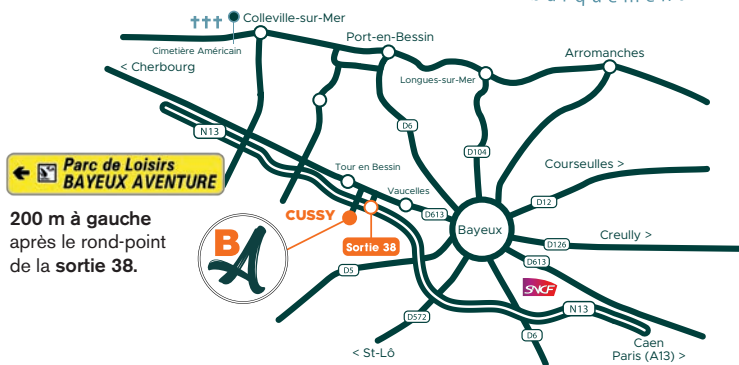 Colleville-sur-Mer
Cimetière Américain
Port-en-Bessin
Arromanches
< Cherbourg
Longues-sur-Mer
N13
D6
D104
Parc de Loisirs
BAYEUX AVENTURE
Tour en Bessin
Courseulles >
200 m à gauche
après le rond-point
de la sortie 38.
Vaucelles
D12
CUSSY
D613
Bayeux
BA
Sortie 38
Creully >
D126
D5
D613
SNCF
N13
D572
D6
< St-Lô
Caen
Paris (A13) >